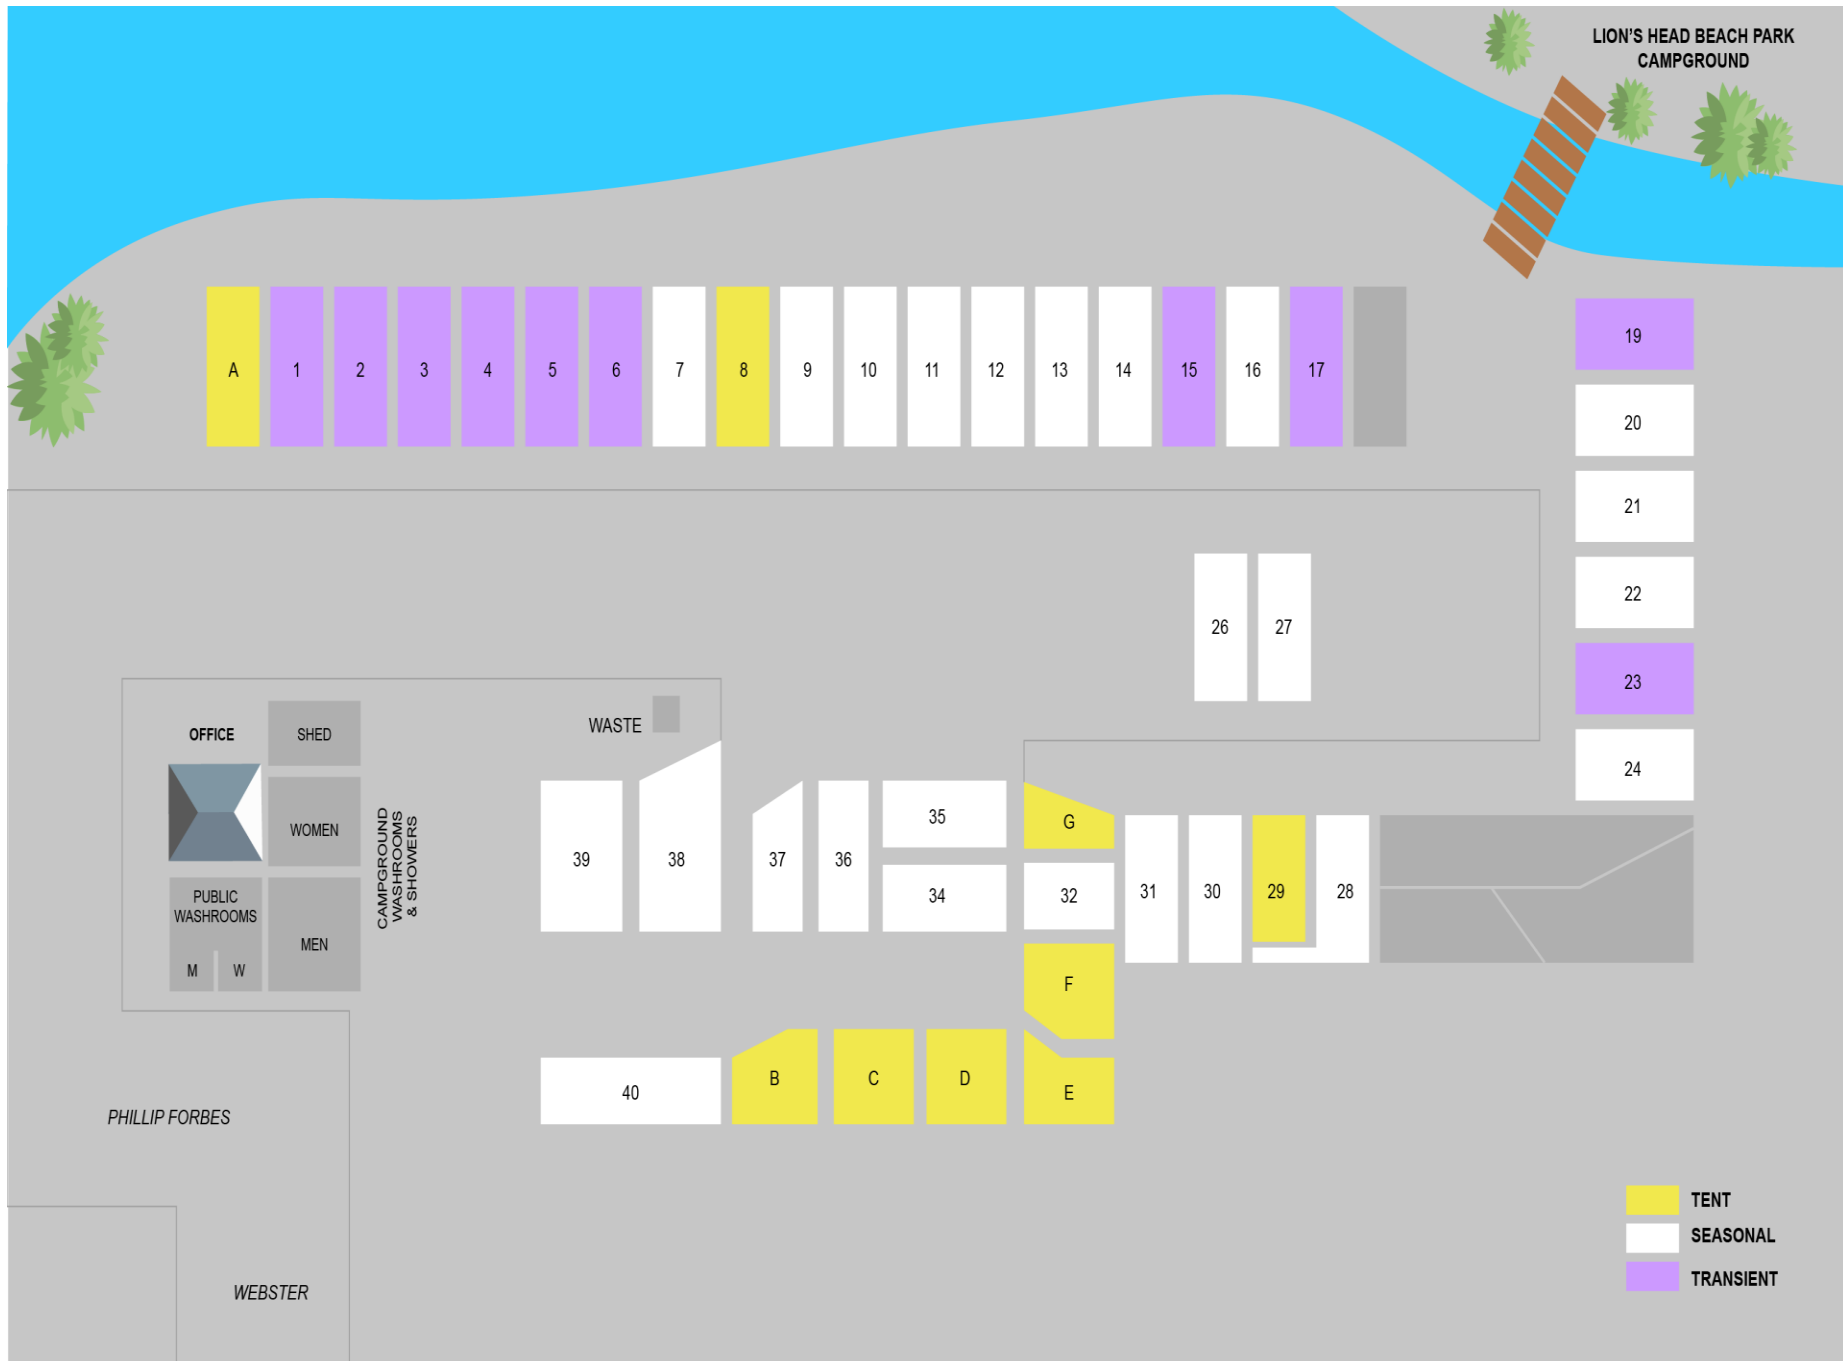 LION'S HEAD BEACH PARK
CAMPGROUND
A
1
2
3
4
5
6
7
8
9
10
11
12
13
14
15
16
17
19
20
21
22
23
24
26
27
OFFICE
SHED
WASTE
WOMEN
CAMPGROUND
WASHROOMS
& SHOWERS
PUBLIC
WASHROOMS
M
W
MEN
39
38
37
36
35
34
G
32
31
30
29
28
F
40
B
C
D
E
PHILLIP FORBES
WEBSTER
TENT
SEASONAL
TRANSIENT